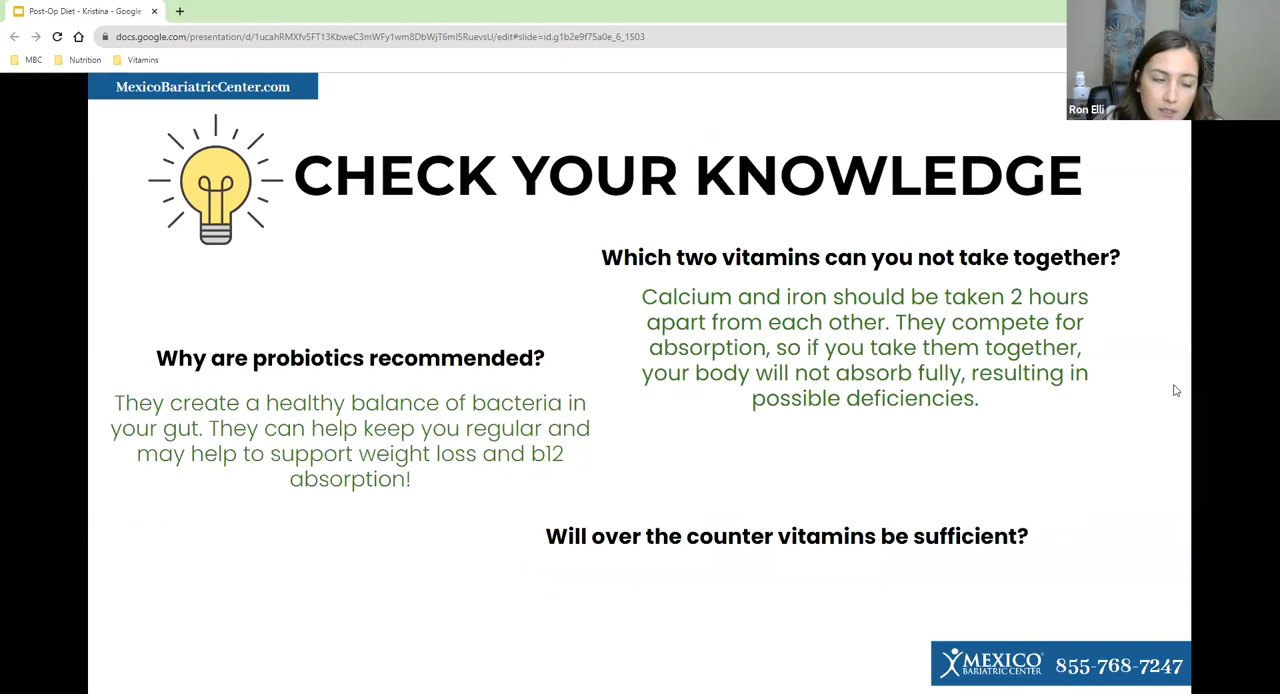 Post-Op Diet - Kristina - Google
docs.google.com/presentation/d/1ucahRMXfv5FT13KbweC3mWFy1wm8DbWjT6mI5RuevsU/edit#slide=id.g1b2e9f75a0e_6_1503
MBC Nutrition Vitamins
Ron Elli
MexicoBariatricCenter.com
CHECK YOUR KNOWLEDGE
Which two vitamins can you not take together?
Calcium and iron should be taken 2 hours
apart from each other. They compete for
absorption, so if you take them together,
your body will not absorb fully, resulting in
possible deficiencies.
Why are probiotics recommended?
They create a healthy balance of bacteria in
your gut. They can help keep you regular and
may help to support weight loss and b12
absorption!
Will over the counter vitamins be sufficient?
MEXICO
BARIATRIC CENTER
855-768-7247